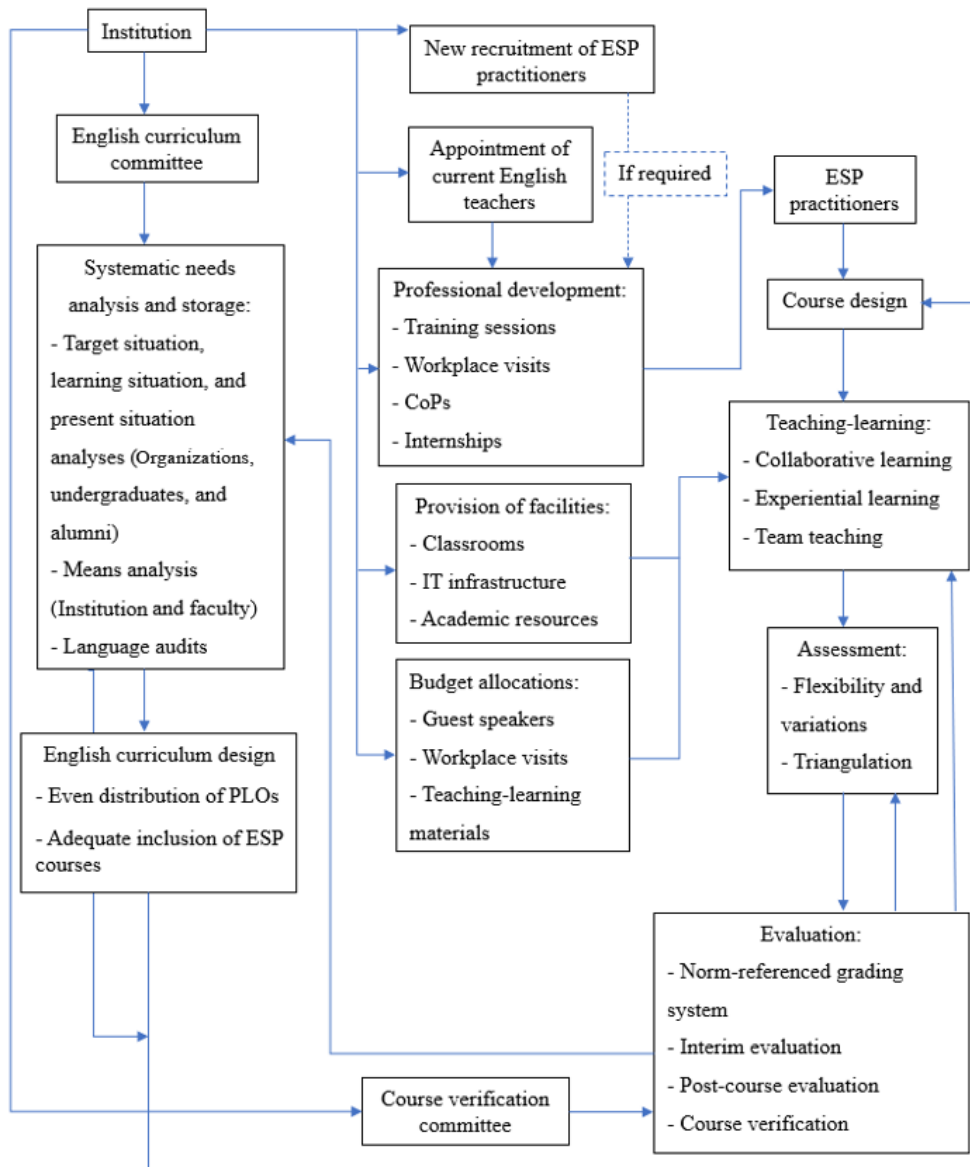 Institution
New recruitment of ESP
practitioners
English curriculum
committee
Appointment of
current English
teachers
If required
ESP
practitioners
Systematic needs
analysis and storage:
- Target situation,
learning situation, and
present situation
analyses (Organizations,
undergraduates, and
alumni)
- Means analysis
(Institution and faculty)
- Language audits
Professional development:
- Training sessions
- Workplace visits
- CoPs
- Internships
Course design
Teaching-learning:
- Collaborative learning
- Experiential learning
- Team teaching
Provision of facilities:
- Classrooms
- IT infrastructure
- Academic resources
Assessment:
- Flexibility and
variations
- Triangulation
Budget allocations:
- Guest speakers
- Workplace visits
- Teaching-learning
materials
English curriculum design
- Even distribution of PLOs
- Adequate inclusion of ESP
courses
Evaluation:
- Norm-referenced grading
system
- Interim evaluation
- Post-course evaluation
- Course verification
Course verification
committee